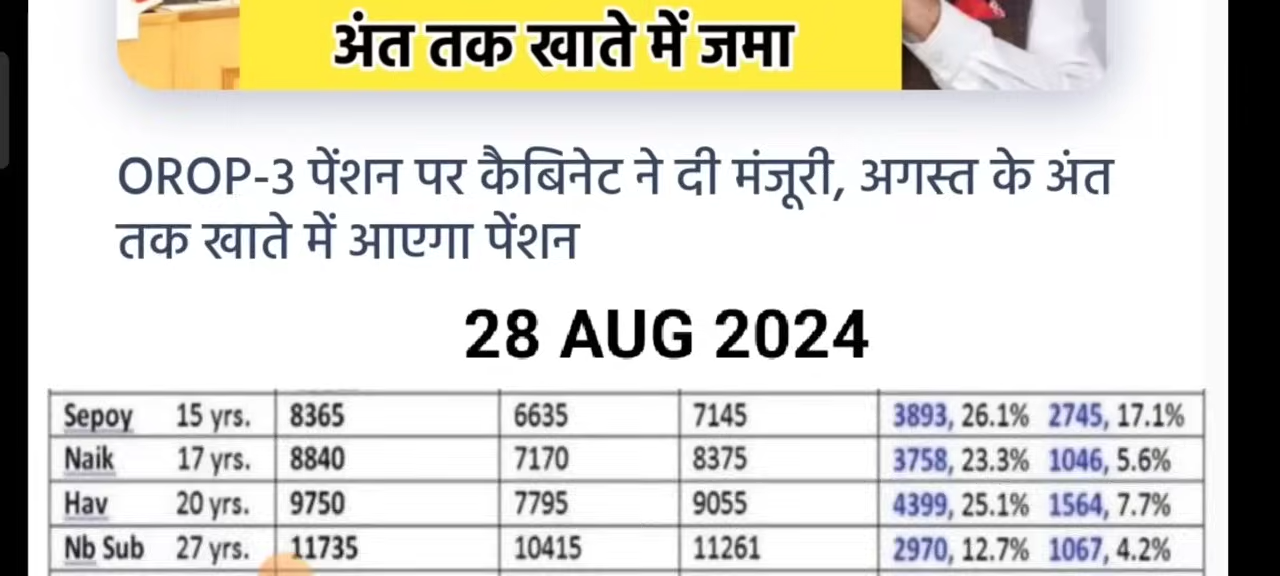 अंत तक खाते में जमा
OROP-3 पेंशन पर कैबिनेट ने दी मंजूरी, अगस्त के अंत
तक खाते में आएगा पेंशन
28 AUG 2024
Sepoy 15 yrs. 8365 6635 7145 3893, 26.1% 2745, 17.1%
Naik 17 yrs. 8840 7170 8375 3758, 23.3% 1046, 5.6%
Hav 20 yrs. 9750 7795 9055 4399, 25.1% 1564, 7.7%
Nb Sub 27 yrs. 11735 10415 11261 2970, 12.7% 1067, 4.2%